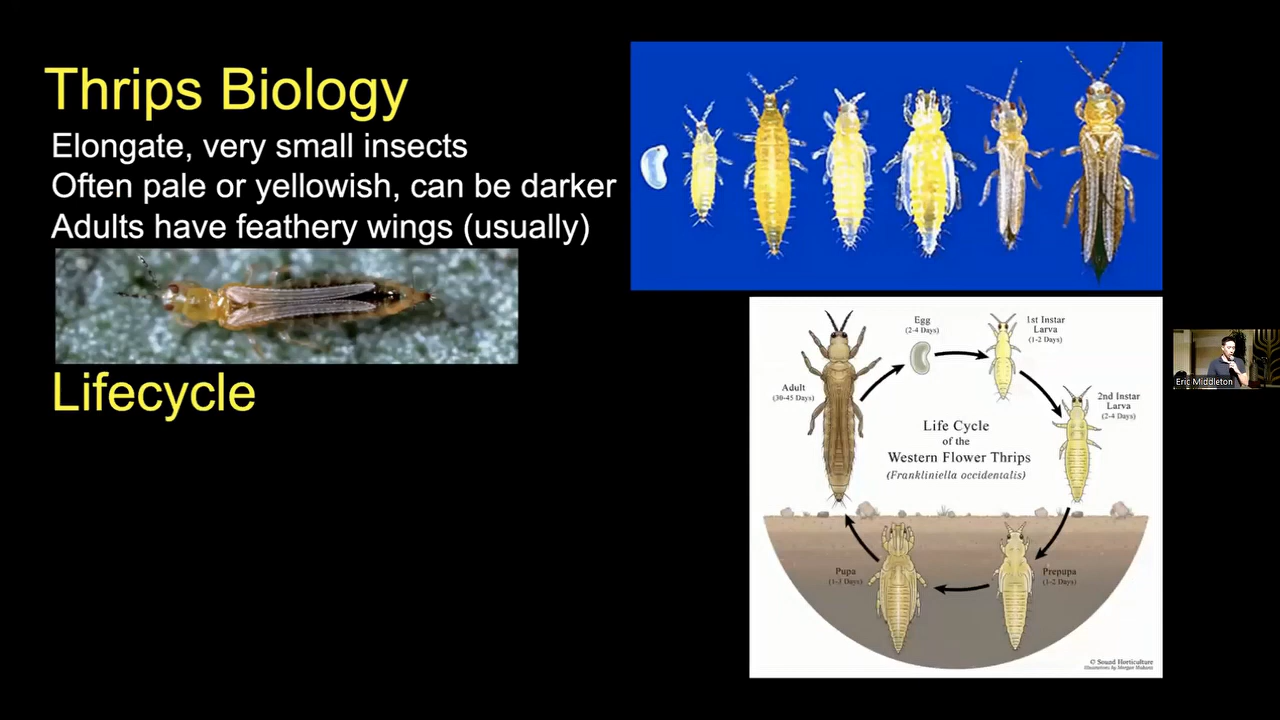 Thrips Biology
Elongate, very small insects
Often pale or yellowish, can be darker
Adults have feathery wings (usually)
Lifecycle
Egg
(2-4 Days)
1st Instar
Larva
(1-2 Days)
2nd Instar
Larva
(2-4 Days)
Adult
(30-45 Days)
Life Cycle
of the
Western Flower Thrips
(Frankliniella occidentalis)
Pupa
(1-3 Days)
Prepupa
(1-2 Days)
© Sound Horticulture
Illustrations by Morgan
Eric Middleton